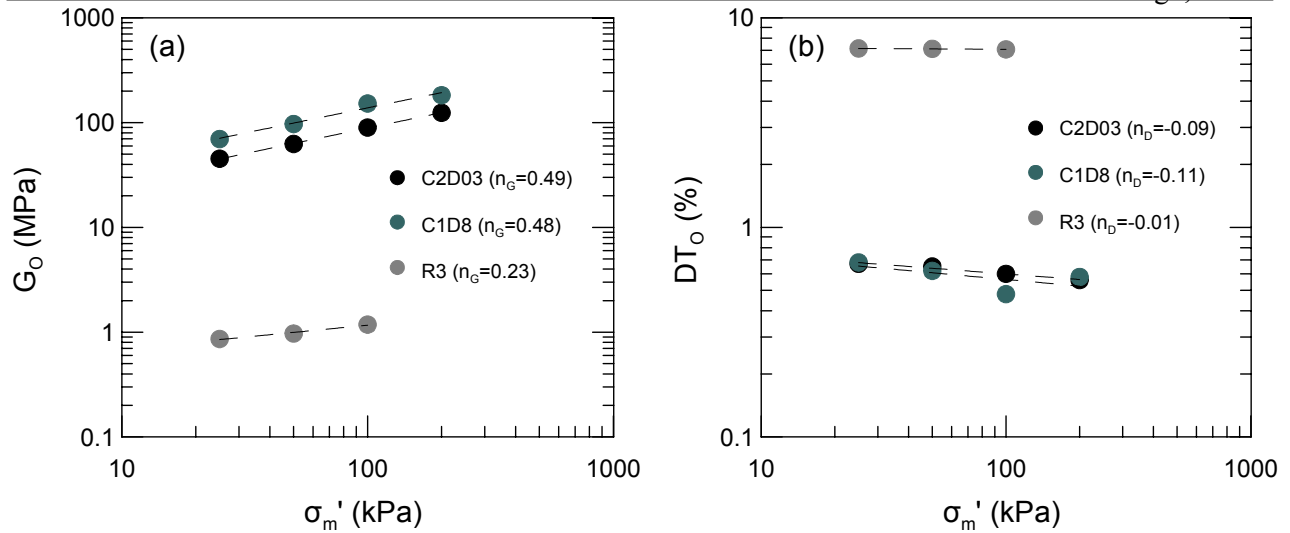 (a)
1000
100
10
1
0.1
10
100
1000
G_O (MPa)
σ_m' (kPa)
C2D03 (n_G=0.49)
C1D8 (n_G=0.48)
R3 (n_G=0.23)
(b)
10
1
0.1
10
100
1000
DT_O (%)
σ_m' (kPa)
C2D03 (n_D=-0.09)
C1D8 (n_D=-0.11)
R3 (n_D=-0.01)